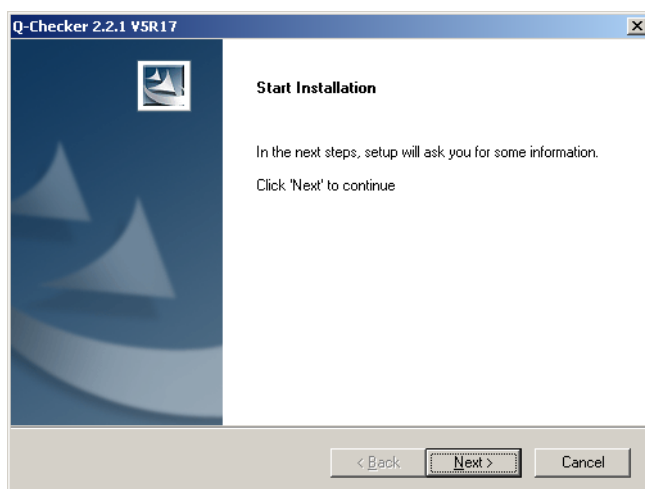 Q-Checker 2.2.1 V5R17
Start Installation
In the next steps, setup will ask you for some information.
Click 'Next' to continue
< Back
Next >
Cancel